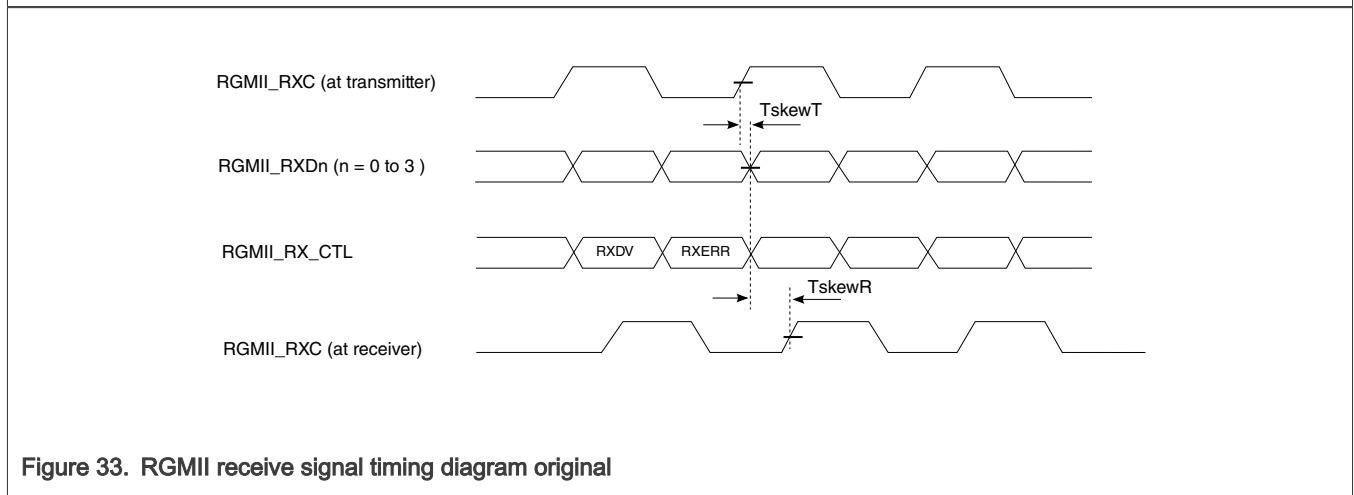 RGMII_RXC (at transmitter)
TskewT
RGMII_RXDn (n = 0 to 3 )
RGMII_RX_CTL
RXDV
RXERR
TskewR
RGMII_RXC (at receiver)
Figure 33. RGMII receive signal timing diagram original